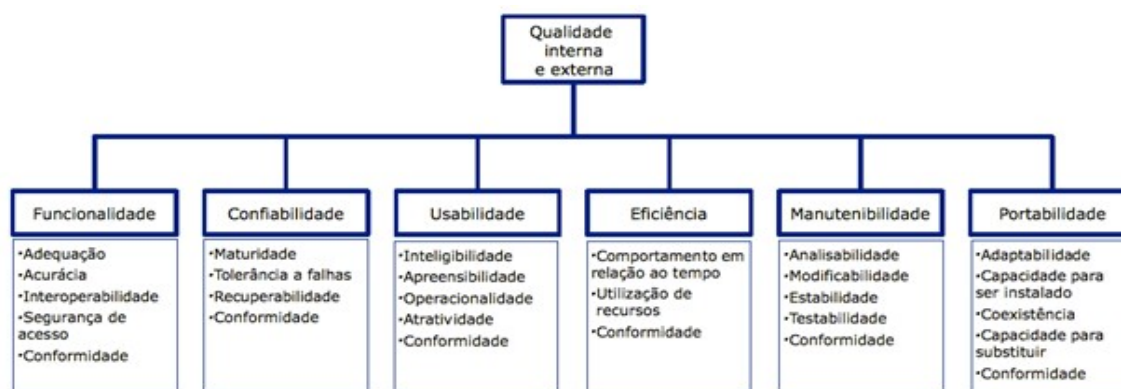 Qualidade
interna
e externa
Funcionalidade
•Adequação
•Acurácia
•Interoperabilidade
•Segurança de
acesso
•Conformidade
Confiabilidade
•Maturidade
•Tolerância a falhas
•Recuperabilidade
•Conformidade
Usabilidade
•Inteligibilidade
•Apreensibilidade
•Operacionalidade
•Atratividade
•Conformidade
Eficiência
•Comportamento em
relação ao tempo
•Utilização de
recursos
•Conformidade
Manutenibilidade
•Analisabilidade
•Modificabilidade
•Estabilidade
•Testabilidade
•Conformidade
Portabilidade
•Adaptabilidade
•Capacidade para
ser instalado
•Coexistência
•Capacidade para
substituir
•Conformidade